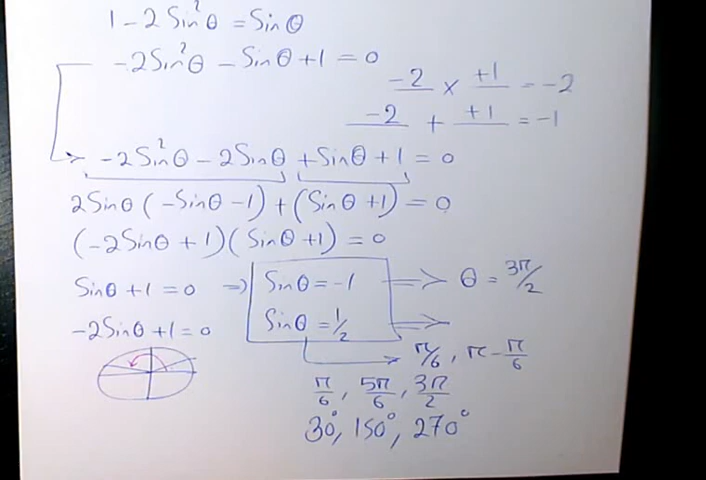 1 - 2 Sin²θ = Sin θ
-2Sin²θ - Sin θ + 1 = 0
-2 × +1 = -2
-2 + +1 = -1
-2Sin²θ - 2Sinθ + Sinθ + 1 = 0
2Sinθ (-Sinθ - 1) + (Sinθ + 1) = 0
(-2Sinθ + 1)(Sinθ + 1) = 0
Sinθ + 1 = 0 ⇒ Sinθ = -1 ⇒ θ = 3π/2
-2Sinθ + 1 = 0 Sinθ = 1/2 ⇒
π/6, π - π/6
π/6, 5π/6, 3π/2
30°, 150°, 270°